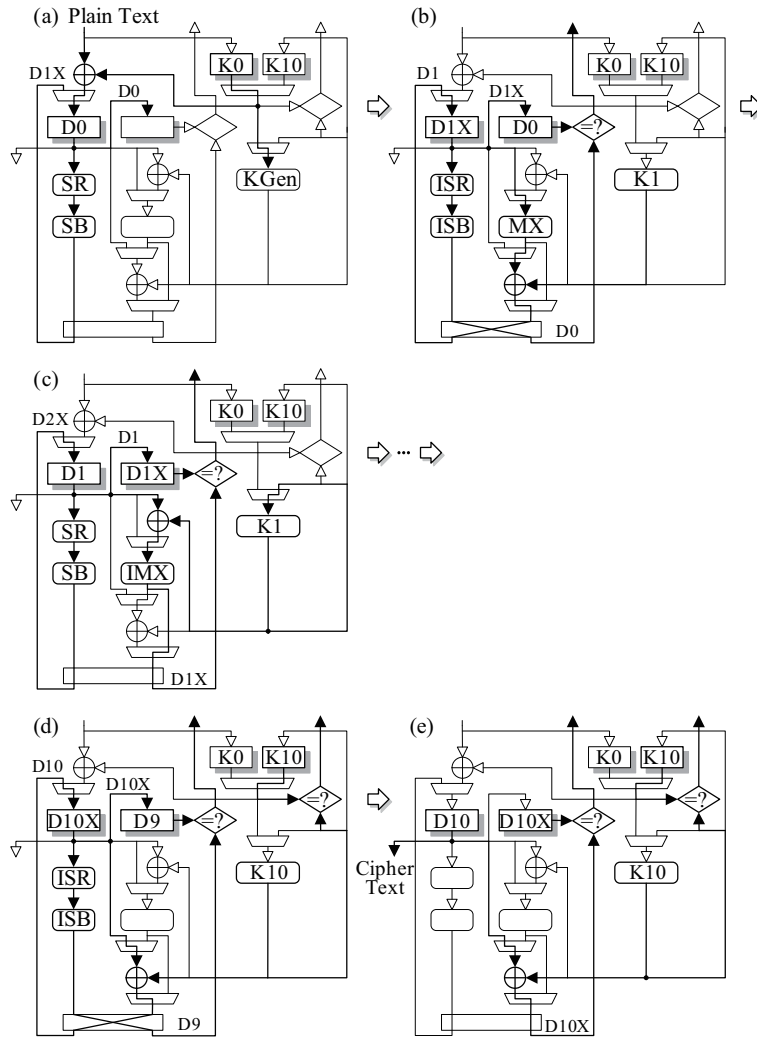 (a) Plain Text
K0 K10
D1X D0
D0
SR
SB
KGen
(b)
K0 K10
D1 D1X
D1X D0 =?
ISR
ISB
MX
K1
D0
(c)
K0 K10
D2X D1
D1 D1X =?
SR
SB
IMX
K1
D1X
...
(d)
K0 K10
D10 D10X
D10X D9 =? =?
ISR
ISB
K10
D9
(e)
K0 K10
D10 D10X =? =?
Cipher
Text
K10
D10X